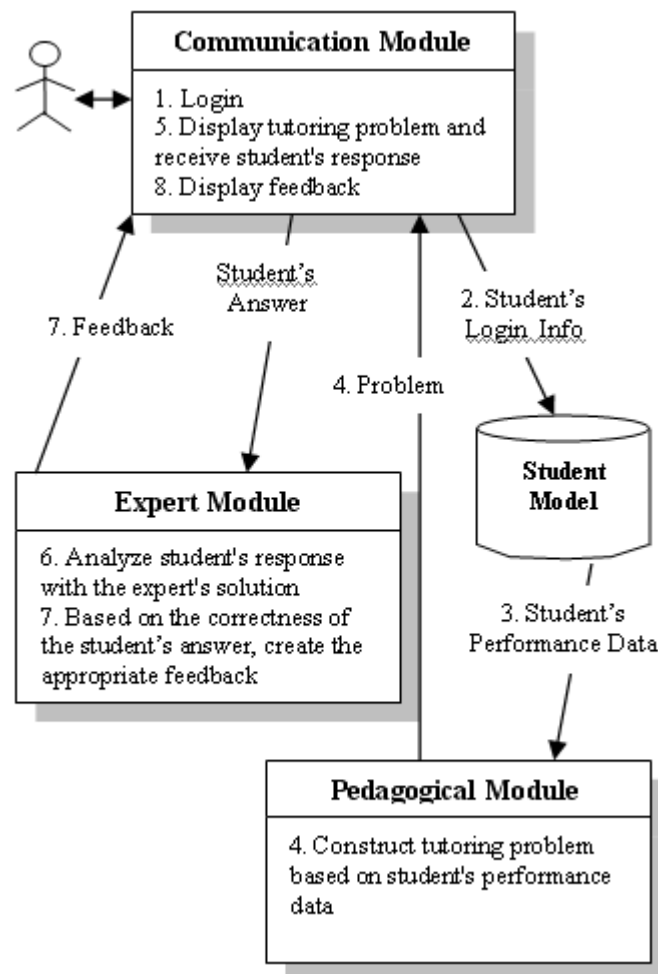 Communication Module
1. Login
5. Display tutoring problem and
receive student's response
8. Display feedback
Student’s
Answer
2. Student’s
Login Info
7. Feedback
4. Problem
Student
Model
Expert Module
6. Analyze student's response
with the expert's solution
7. Based on the correctness of
the student’s answer, create the
appropriate feedback
3. Student’s
Performance Data
Pedagogical Module
4. Construct tutoring problem
based on student's performance
data